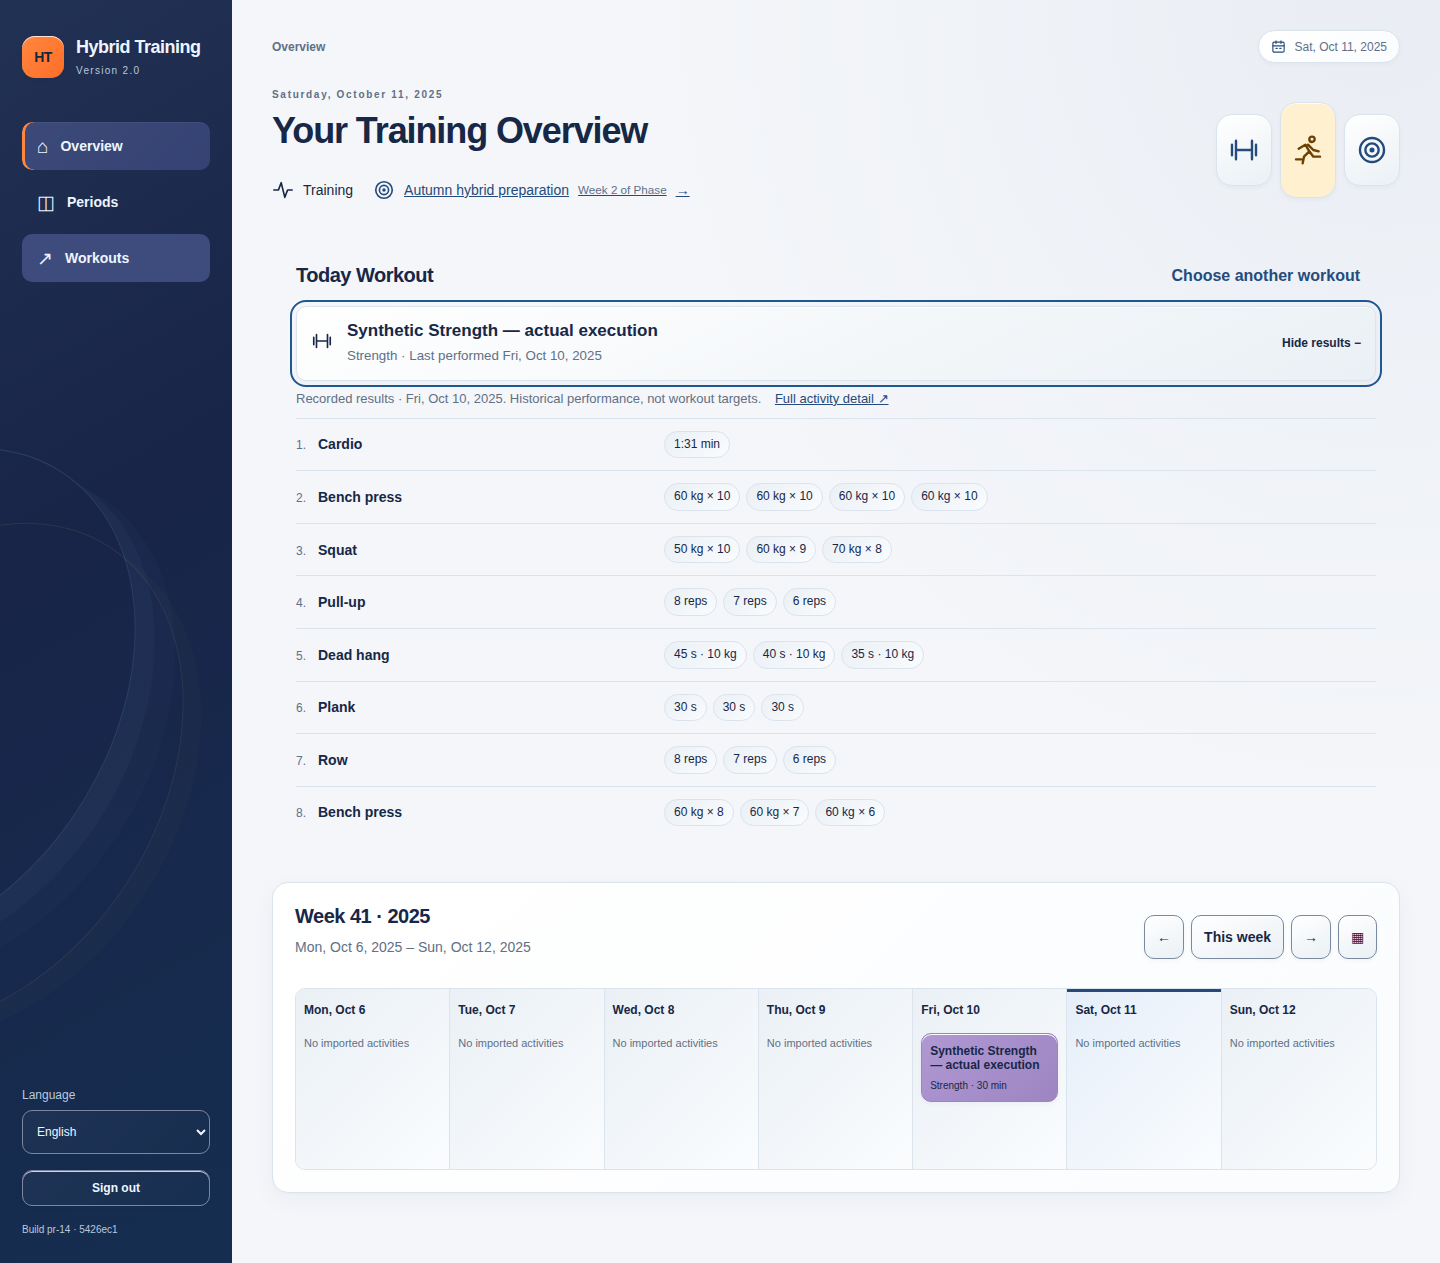 HT
Hybrid Training
Version 2.0
Overview
Periods
Workouts
Language
English
Sign out
Build pr-14 · 5426ec1
Overview
Sat, Oct 11, 2025
Saturday, October 11, 2025
Your Training Overview
Training
Autumn hybrid preparation Week 2 of Phase →
Today Workout
Choose another workout
Synthetic Strength — actual execution
Strength · Last performed Fri, Oct 10, 2025
Hide results −
Recorded results · Fri, Oct 10, 2025. Historical performance, not workout targets. Full activity detail ↗
1. Cardio 1:31 min
2. Bench press 60 kg × 10 60 kg × 10 60 kg × 10 60 kg × 10
3. Squat 50 kg × 10 60 kg × 9 70 kg × 8
4. Pull-up 8 reps 7 reps 6 reps
5. Dead hang 45 s · 10 kg 40 s · 10 kg 35 s · 10 kg
6. Plank 30 s 30 s 30 s
7. Row 8 reps 7 reps 6 reps
8. Bench press 60 kg × 8 60 kg × 7 60 kg × 6
Week 41 · 2025
Mon, Oct 6, 2025 – Sun, Oct 12, 2025
← This week →
Mon, Oct 6
No imported activities
Tue, Oct 7
No imported activities
Wed, Oct 8
No imported activities
Thu, Oct 9
No imported activities
Fri, Oct 10
Synthetic Strength
— actual execution
Strength · 30 min
Sat, Oct 11
No imported activities
Sun, Oct 12
No imported activities